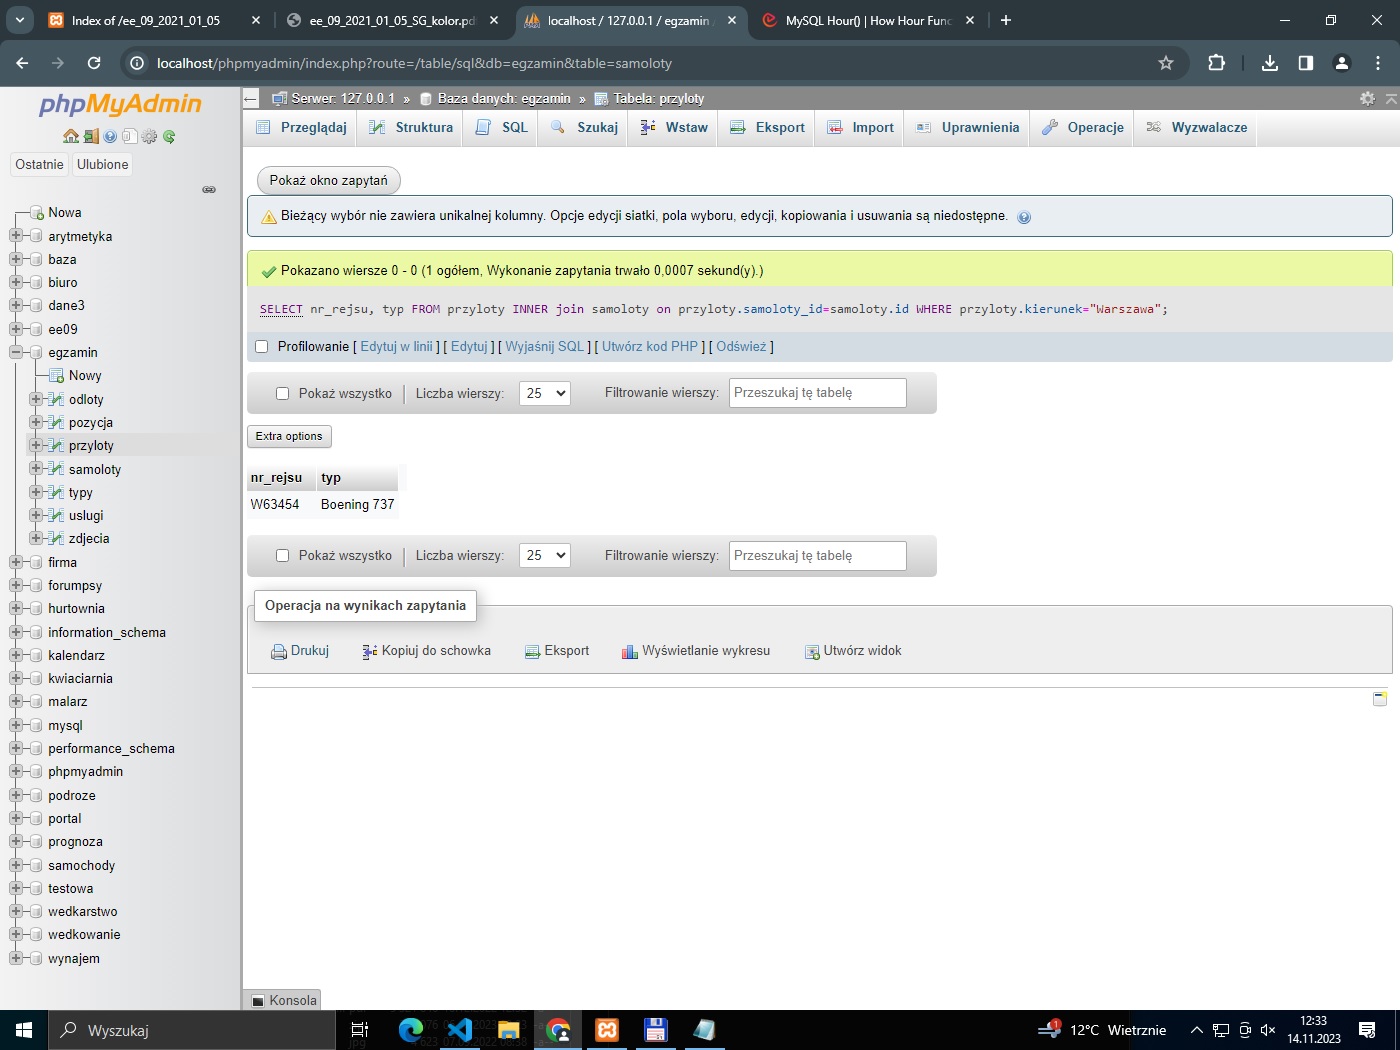 Index of /ee_09_2021_01_05
ee_09_2021_01_05_SG_kolor.pd
localhost / 127.0.0.1 / egzamin /
MySQL Hour() | How Hour Func
localhost/phpmyadmin/index.php?route=/table/sql&db=egzamin&table=samoloty
phpMyAdmin
Ostatnie Ulubione
Nowa
arytmetyka
baza
biuro
dane3
ee09
egzamin
Nowy
odloty
pozycja
przyloty
samoloty
typy
uslugi
zdjecia
firma
forumpsy
hurtownia
information_schema
kalendarz
kwiaciarnia
malarz
mysql
performance_schema
phpmyadmin
podroze
portal
prognoza
samochody
testowa
wedkarstwo
wedkowanie
wynajem
Serwer: 127.0.0.1 » Baza danych: egzamin » Tabela: przyloty
Przeglądaj Struktura SQL Szukaj Wstaw Eksport Import Uprawnienia Operacje Wyzwalacze
Pokaż okno zapytań
Bieżący wybór nie zawiera unikalnej kolumny. Opcje edycji siatki, pola wyboru, edycji, kopiowania i usuwania są niedostępne.
Pokazano wiersze 0 - 0 (1 ogółem, Wykonanie zapytania trwało 0,0007 sekund(y).)
SELECT nr_rejsu, typ FROM przyloty INNER join samoloty on przyloty.samoloty_id=samoloty.id WHERE przyloty.kierunek="Warszawa";
Profilowanie [ Edytuj w linii ] [ Edytuj ] [ Wyjaśnij SQL ] [ Utwórz kod PHP ] [ Odśwież ]
Pokaż wszystko | Liczba wierszy: 25 Filtrowanie wierszy: Przeszukaj tę tabelę
Extra options
nr_rejsu typ
W63454 Boening 737
Pokaż wszystko | Liczba wierszy: 25 Filtrowanie wierszy: Przeszukaj tę tabelę
Operacja na wynikach zapytania
Drukuj Kopiuj do schowka Eksport Wyświetlanie wykresu Utwórz widok
Konsola
Wyszukaj
1
12°C Wietrznie
12:33
14.11.2023